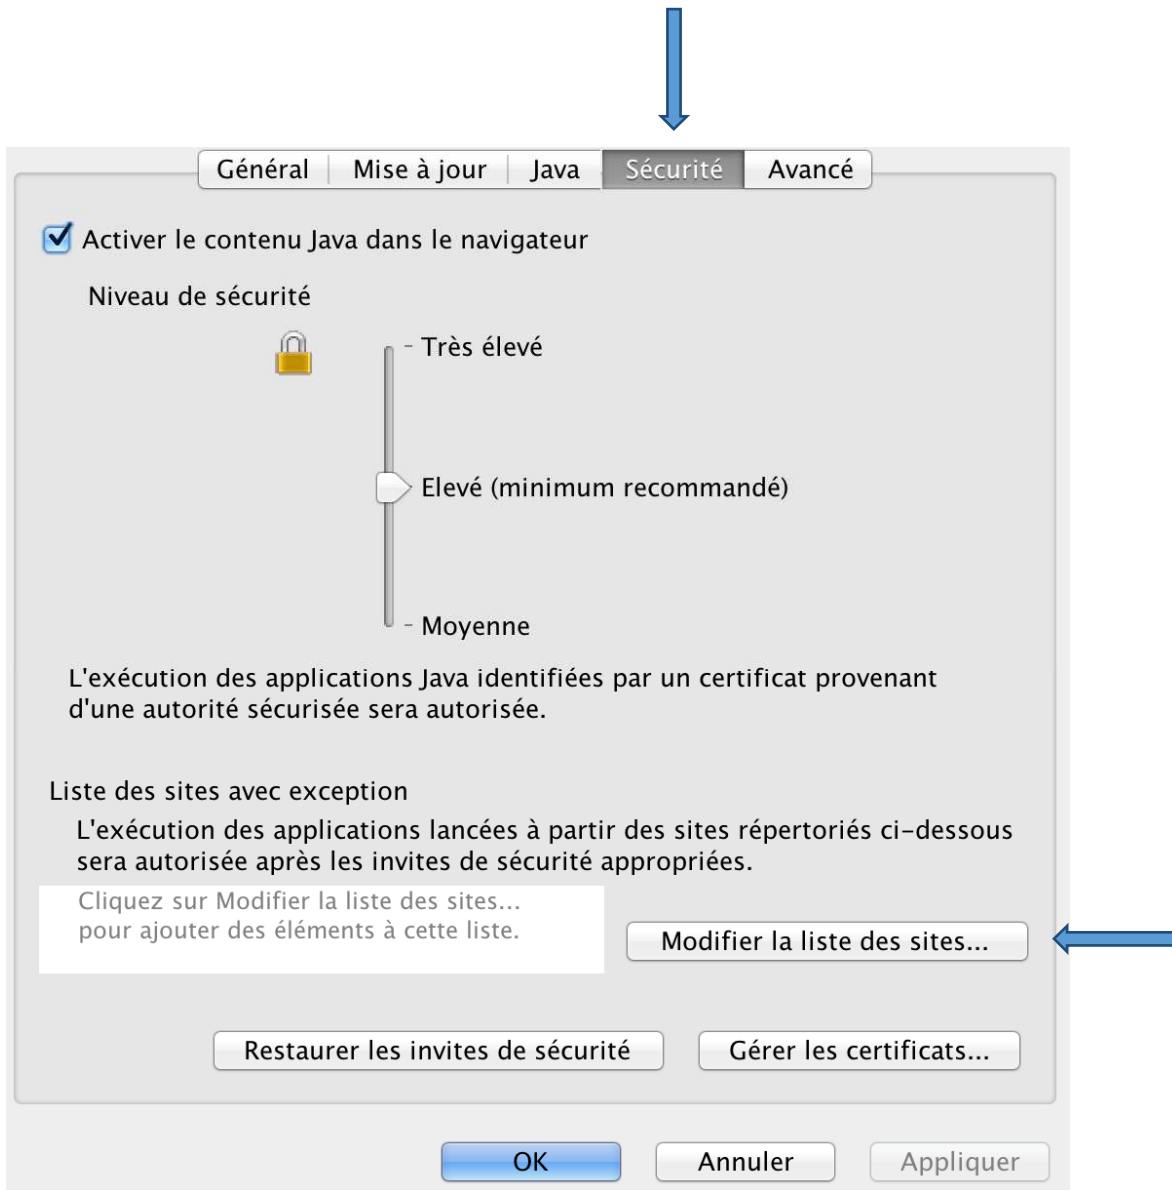 Général Mise à jour Java Sécurité Avancé
Activer le contenu Java dans le navigateur
Niveau de sécurité
- Très élevé
Elevé (minimum recommandé)
- Moyenne
L'exécution des applications Java identifiées par un certificat provenant
d'une autorité sécurisée sera autorisée.
Liste des sites avec exception
L'exécution des applications lancées à partir des sites répertoriés ci-dessous
sera autorisée après les invites de sécurité appropriées.
Cliquez sur Modifier la liste des sites...
pour ajouter des éléments à cette liste.
Modifier la liste des sites...
Restaurer les invites de sécurité Gérer les certificats...
OK Annuler Appliquer